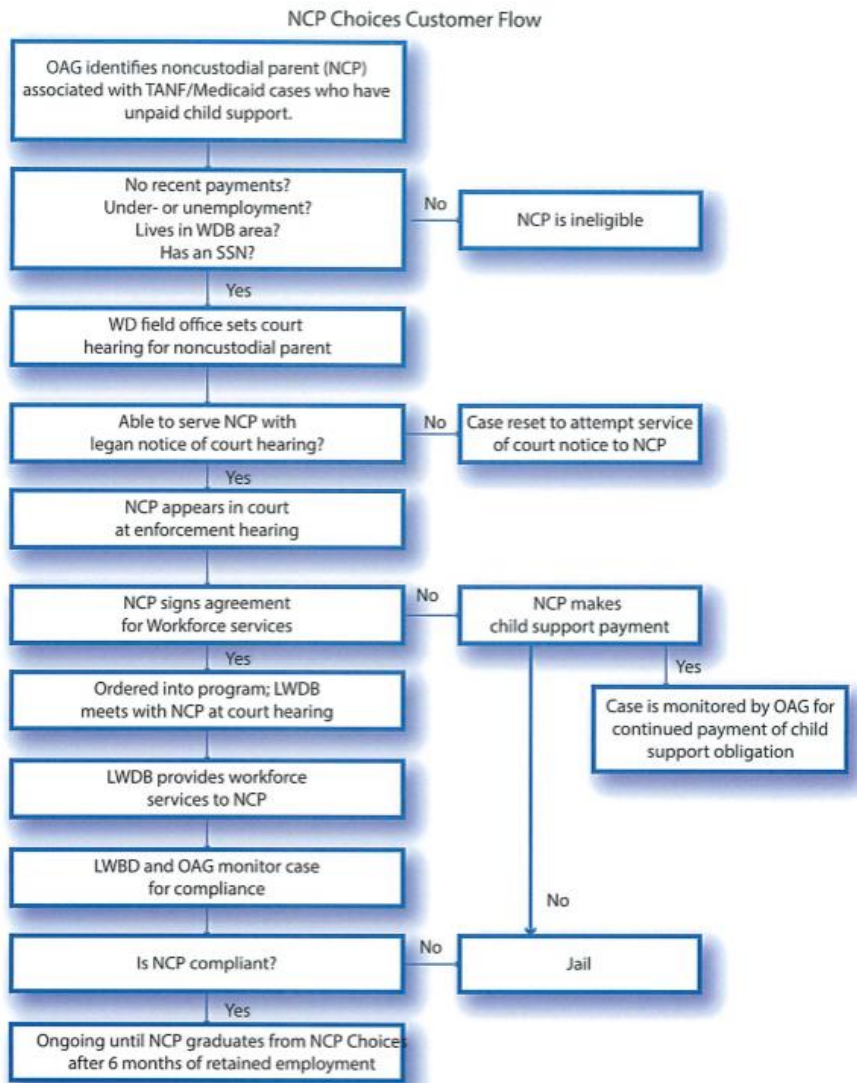 NCP Choices Customer Flow
OAG identifies noncustodial parent (NCP)
associated with TANF/Medicaid cases who have
unpaid child support.
No recent payments?
Under- or unemployment?
Lives in WDB area?
Has an SSN?
No
NCP is ineligible
Yes
WD field office sets court
hearing for noncustodial parent
Able to serve NCP with
legan notice of court hearing?
No
Case reset to attempt service
of court notice to NCP
Yes
NCP appears in court
at enforcement hearing
NCP signs agreement
for Workforce services
No
NCP makes
child support payment
Yes
Yes
Ordered into program; LWDB
meets with NCP at court hearing
Case is monitored by OAG for
continued payment of child
support obligation
LWDB provides workforce
services to NCP
LWBD and OAG monitor case
for compliance
No
Is NCP compliant?
No
Jail
Yes
Ongoing until NCP graduates from NCP Choices
after 6 months of retained employment